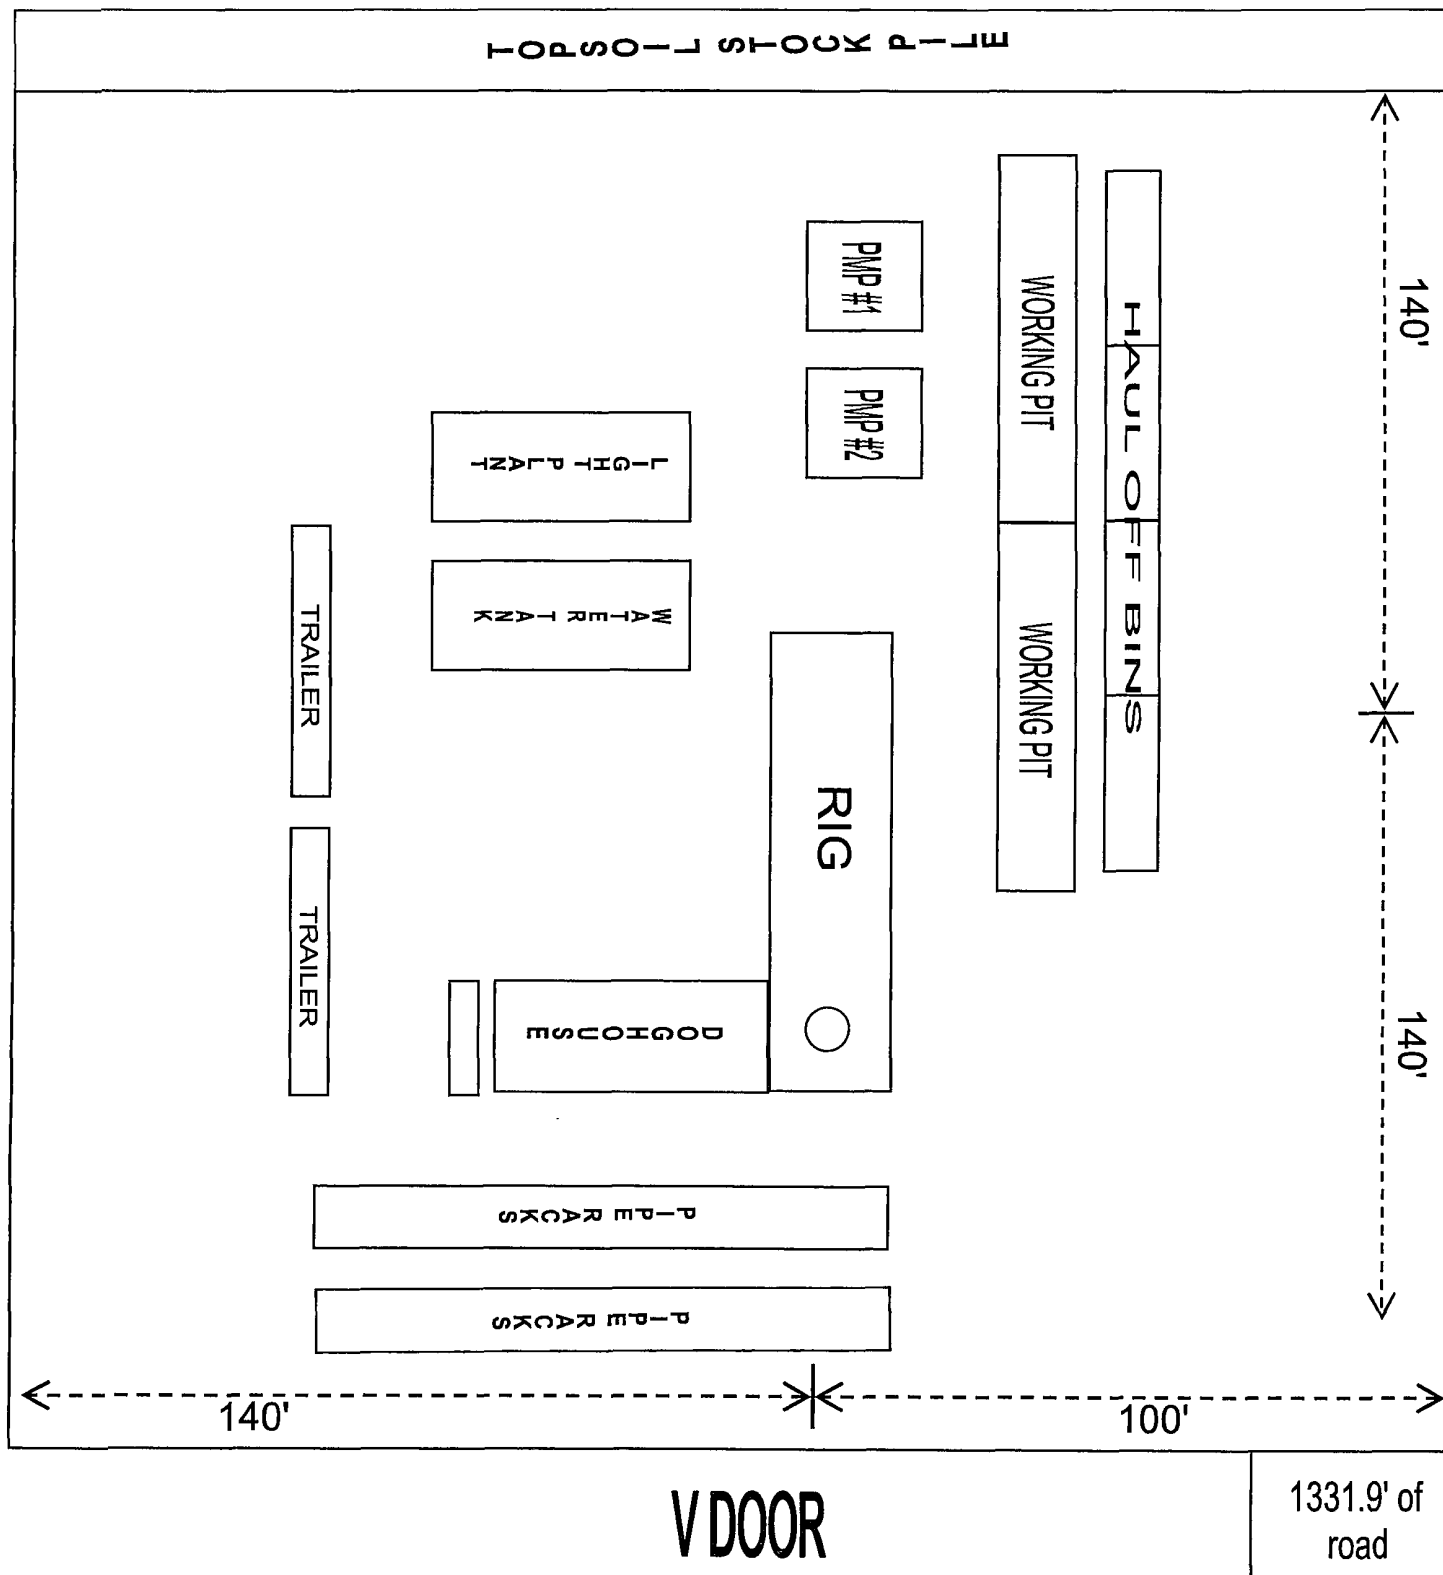 TOPSOIL STOCK PILE
140'
PMP #1
PMP #2
WORKING PIT
WORKING PIT
HAUL OFF BINS
LIGHT PLANT
WATER TANK
TRAILER
TRAILER
RIG
DOGHOUSE
140'
PIPE RACKS
PIPE RACKS
140'
100'
V DOOR
1331.9' of
road